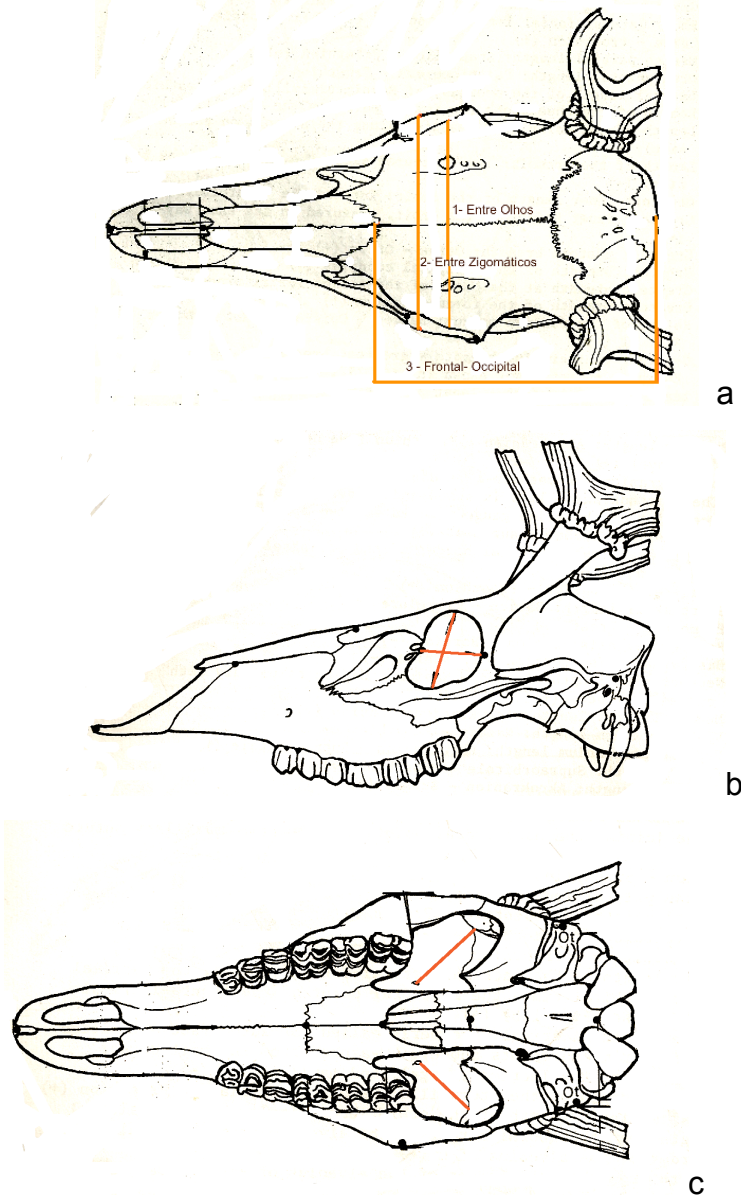 1- Entre Olhos
2- Entre Zigomáticos
3 - Frontal- Occipital
a
b
c